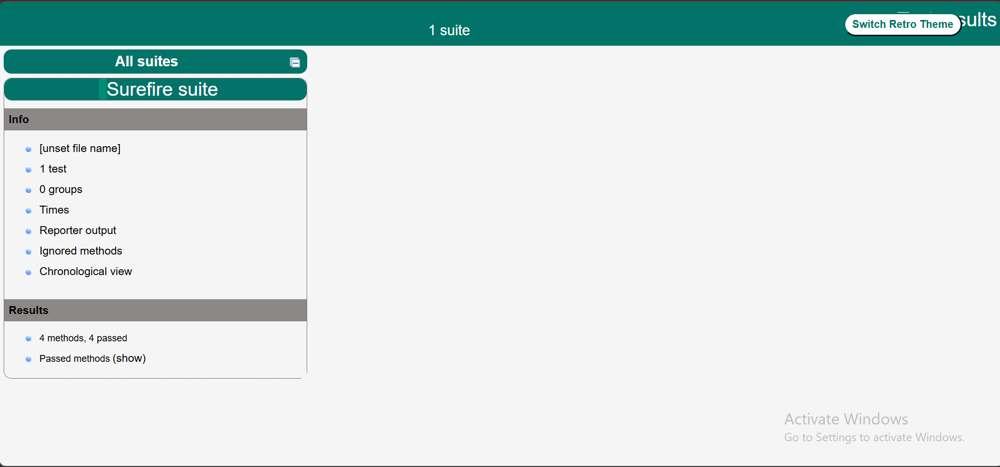 1 suite
Switch Retro Theme
All suites
Surefire suite
Info
[unset file name]
1 test
0 groups
Times
Reporter output
Ignored methods
Chronological view
Results
4 methods, 4 passed
Passed methods (show)
Activate Windows
Go to Settings to activate Windows.